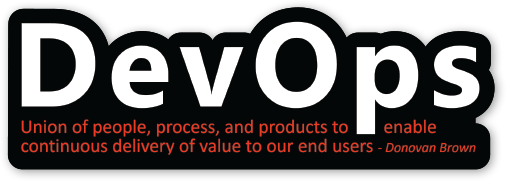 DevOps
Union of people, process, and products to enable
continuous delivery of value to our end users - Donovan Brown